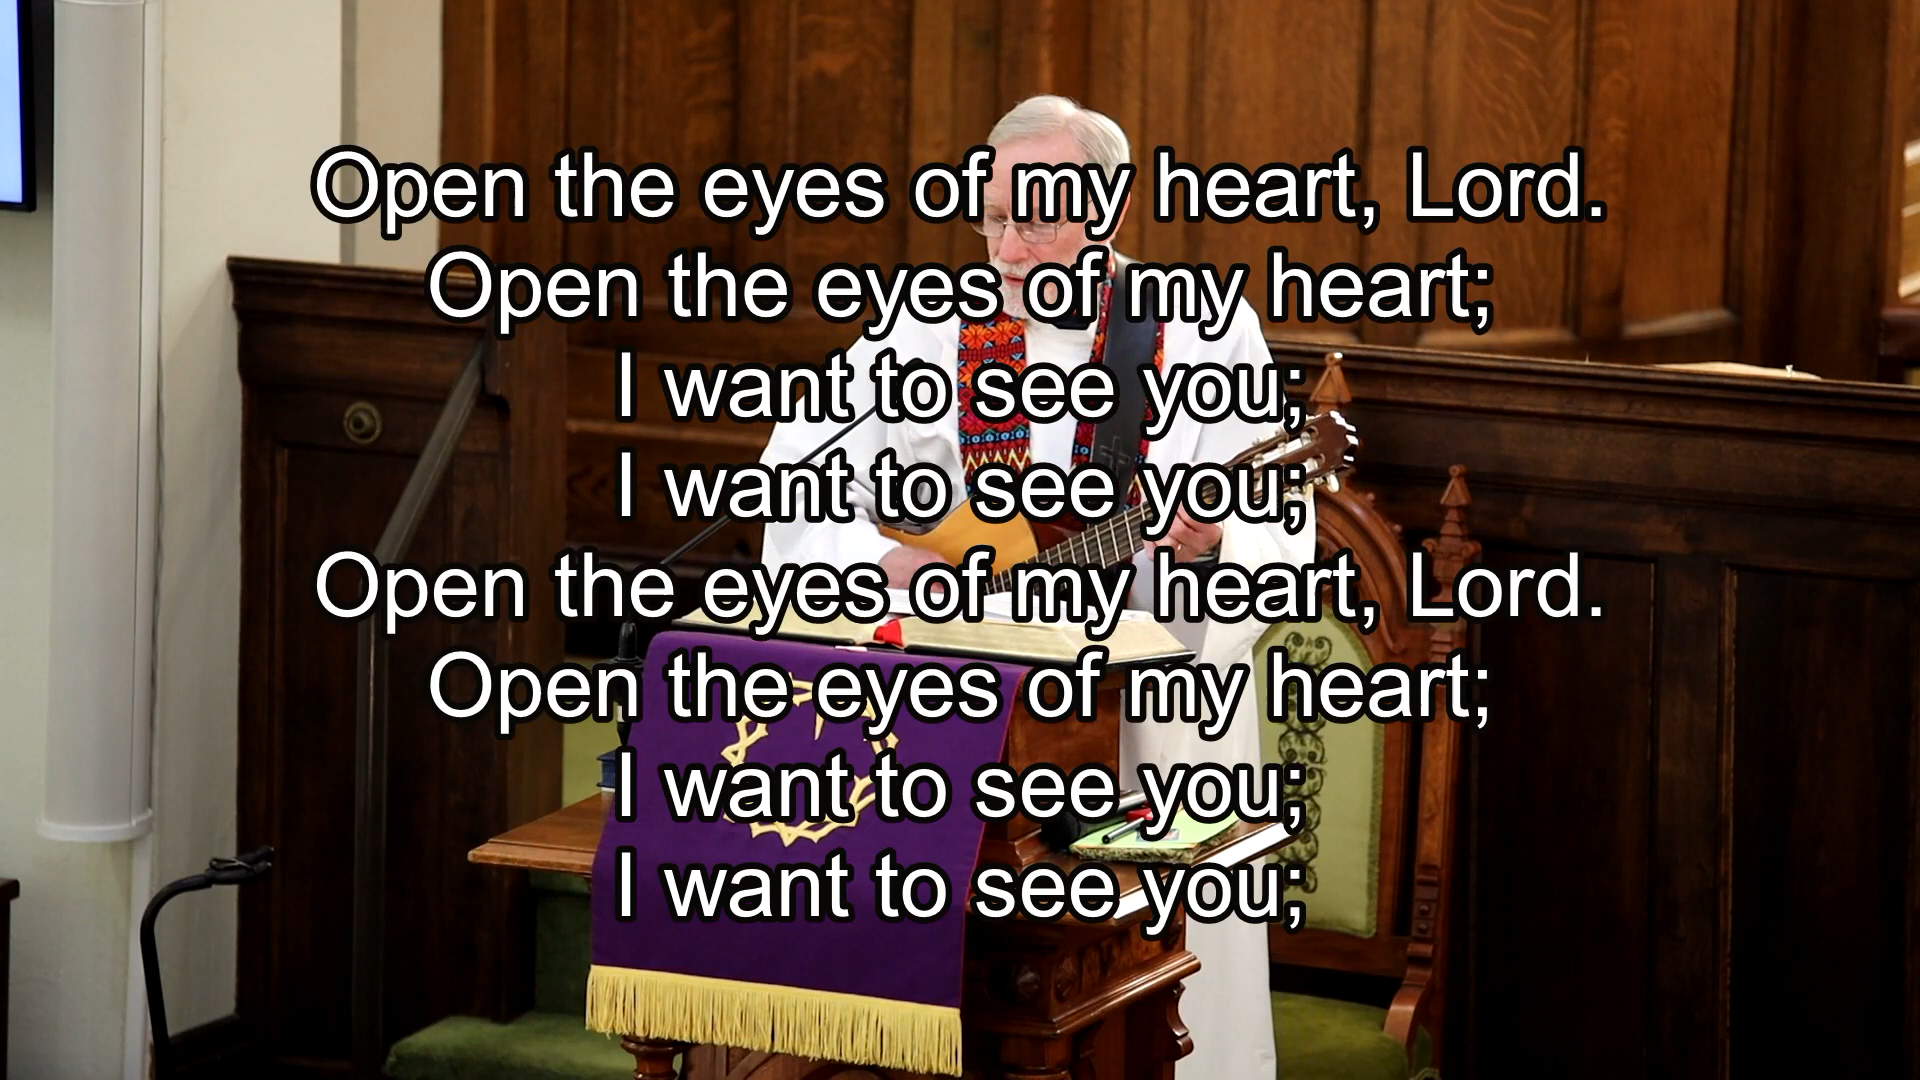 Open the eyes of my heart, Lord.
Open the eyes of my heart;
I want to see you;
I want to see you;
Open the eyes of my heart, Lord.
Open the eyes of my heart;
I want to see you;
I want to see you;